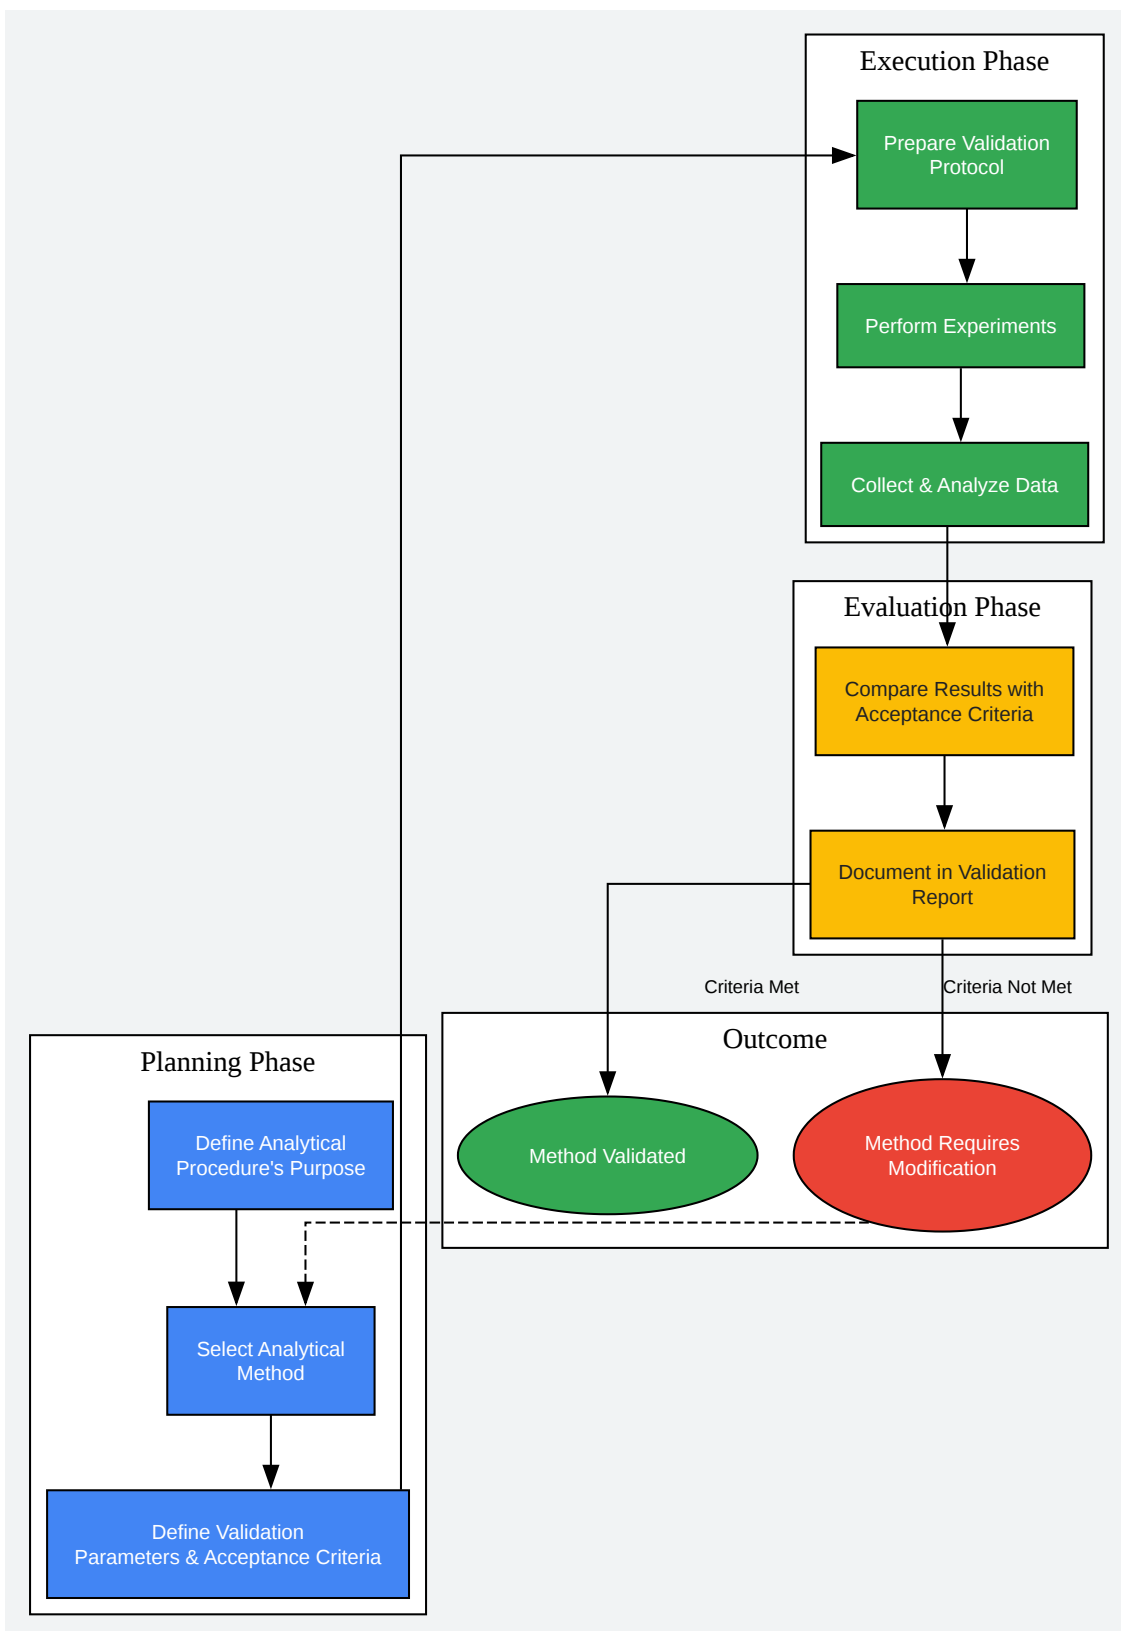 Execution Phase
Prepare Validation
Protocol
Perform Experiments
Collect & Analyze Data
Evaluation Phase
Compare Results with
Acceptance Criteria
Document in Validation
Report
Criteria Met
Criteria Not Met
Outcome
Method Validated
Method Requires
Modification
Planning Phase
Define Analytical
Procedure's Purpose
Select Analytical
Method
Define Validation
Parameters & Acceptance Criteria